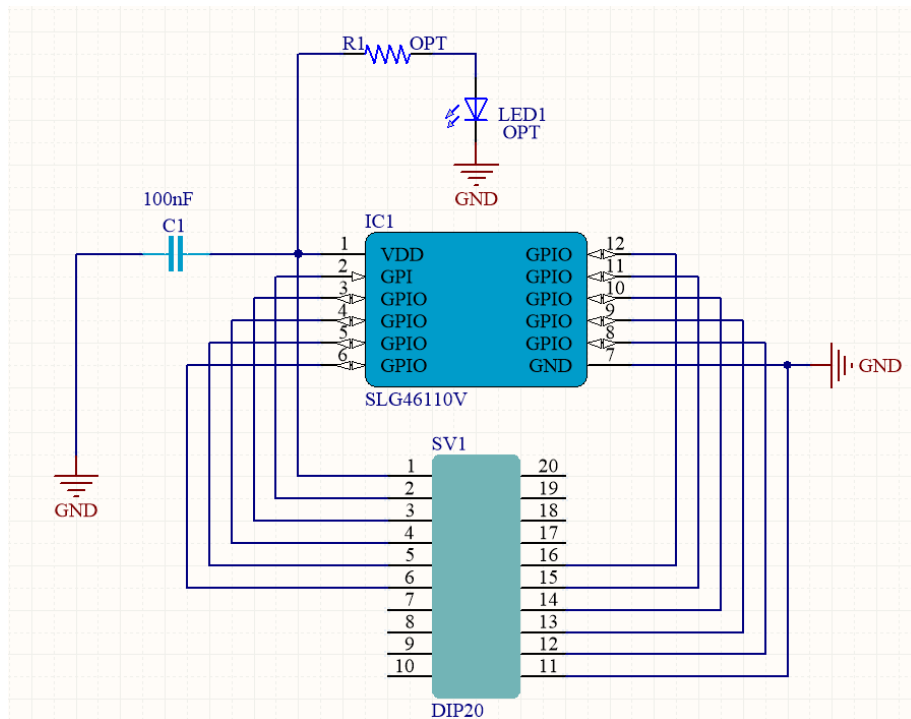 R1 OPT
LED1
OPT
GND
100nF
C1
IC1
1 VDD GPIO 12
2 GPI GPIO 11
3 GPIO GPIO 10
4 GPIO GPIO 9
5 GPIO GPIO 8
6 GPIO GND 7
GND
SLG46110V
SV1
1 20
2 19
3 18
4 17
5 16
6 15
7 14
8 13
9 12
10 11
GND
DIP20